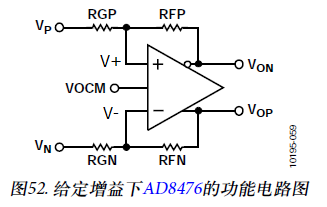 RGP RFP
VP
V+
VON
VOCM
V-
VOP
VN
RGN RFN
10195-059
图52. 给定增益下AD8476的功能电路图